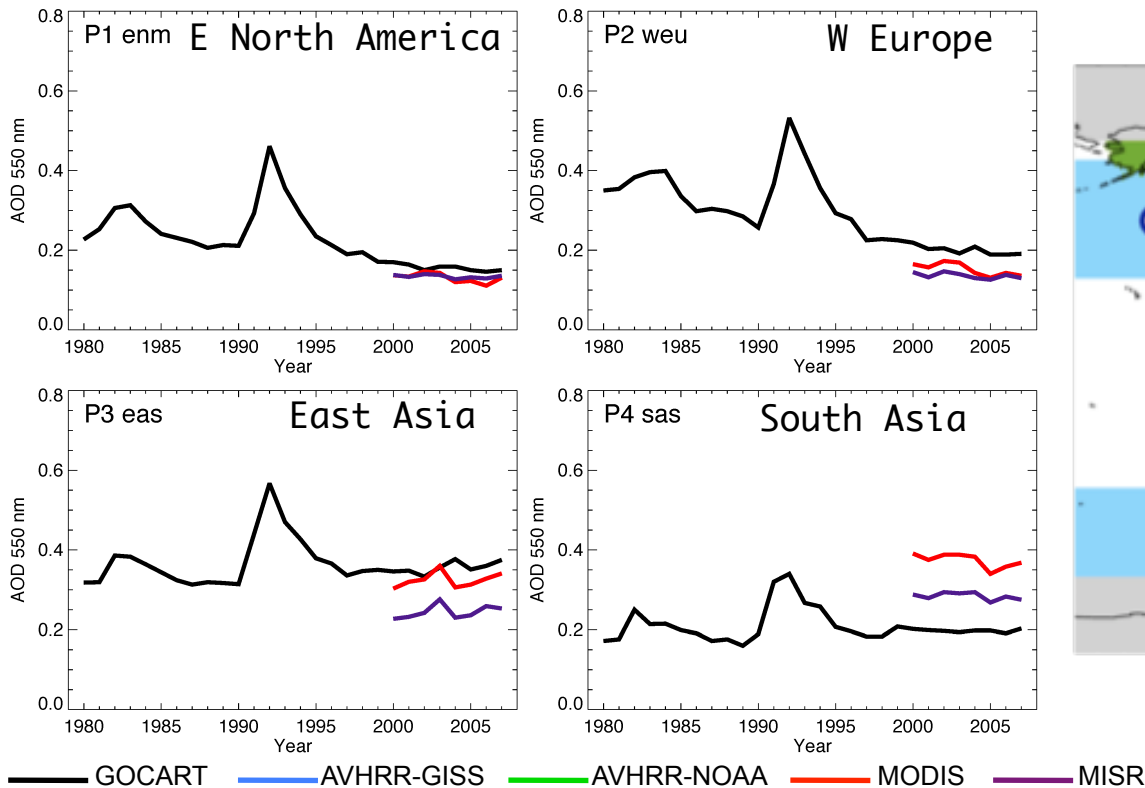 P1 enm E North America
0.8
0.6
0.4
0.2
0.0
AOD 550 nm
1980 1985 1990 1995 2000 2005
Year
P2 weu W Europe
0.8
0.6
0.4
0.2
0.0
AOD 550 nm
1980 1985 1990 1995 2000 2005
Year
P3 eas East Asia
0.8
0.6
0.4
0.2
0.0
AOD 550 nm
1980 1985 1990 1995 2000 2005
Year
P4 sas South Asia
0.8
0.6
0.4
0.2
0.0
AOD 550 nm
1980 1985 1990 1995 2000 2005
Year
GOCART AVHRR-GISS AVHRR-NOAA MODIS MISR